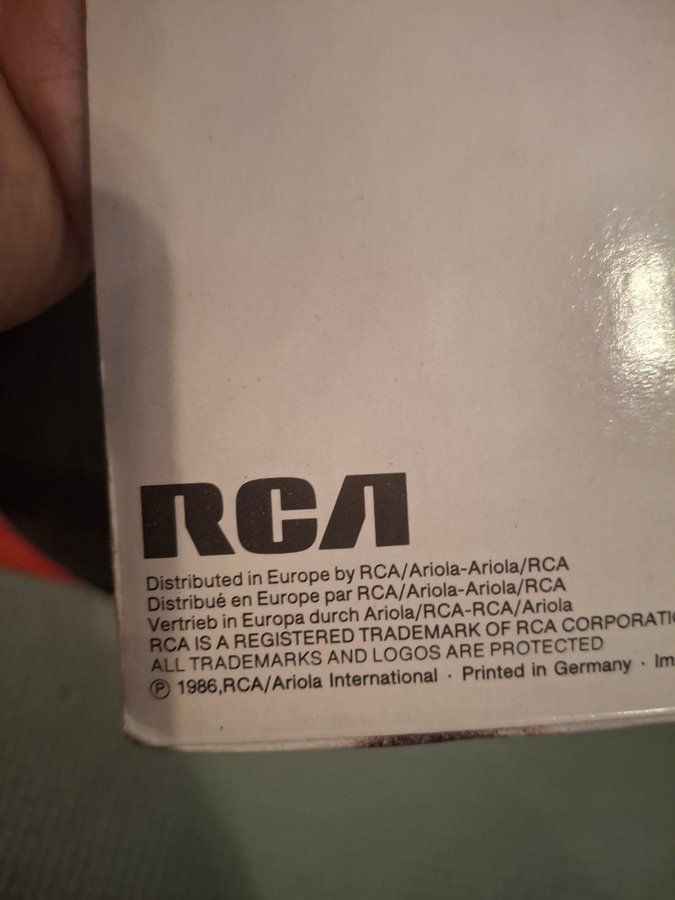 RCA
Distributed in Europe by RCA/Ariola-Ariola/RCA
Distribué en Europe par RCA/Ariola-Ariola/RCA
Vertrieb in Europa durch Ariola/RCA-RCA/Ariola
RCA IS A REGISTERED TRADEMARK OF RCA
ALL TRADEMARKS AND LOGOS ARE PROTECTED
Ⓟ 1986,RCA/Ariola International · Printed in Germany ·